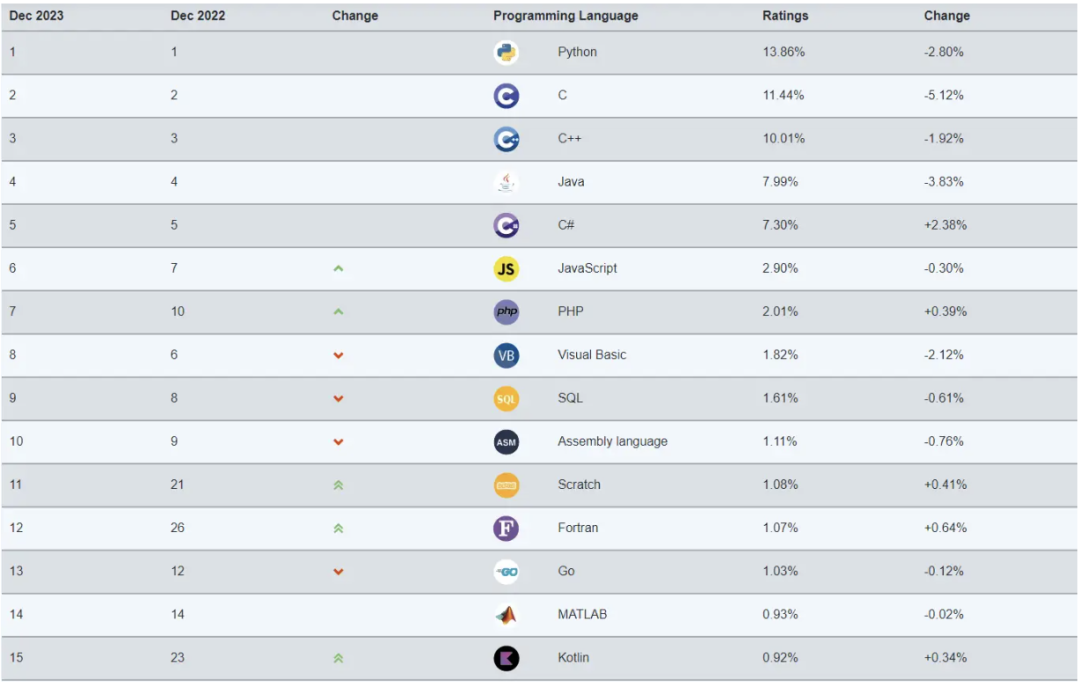 Dec 2023 Dec 2022 Change Programming Language Ratings Change
1 1 Python 13.86% -2.80%
2 2 C C 11.44% -5.12%
3 3 C++ 10.01% -1.92%
4 4 Java 7.99% -3.83%
5 5 C C# 7.30% +2.38%
6 7 JS JavaScript 2.90% -0.30%
7 10 php PHP 2.01% +0.39%
8 6 VB Visual Basic 1.82% -2.12%
9 8 SQL SQL 1.61% -0.61%
10 9 ASM Assembly language 1.11% -0.76%
11 21 Scratch 1.08% +0.41%
12 26 F Fortran 1.07% +0.64%
13 12 GO Go 1.03% -0.12%
14 14 MATLAB 0.93% -0.02%
15 23 Kotlin 0.92% +0.34%